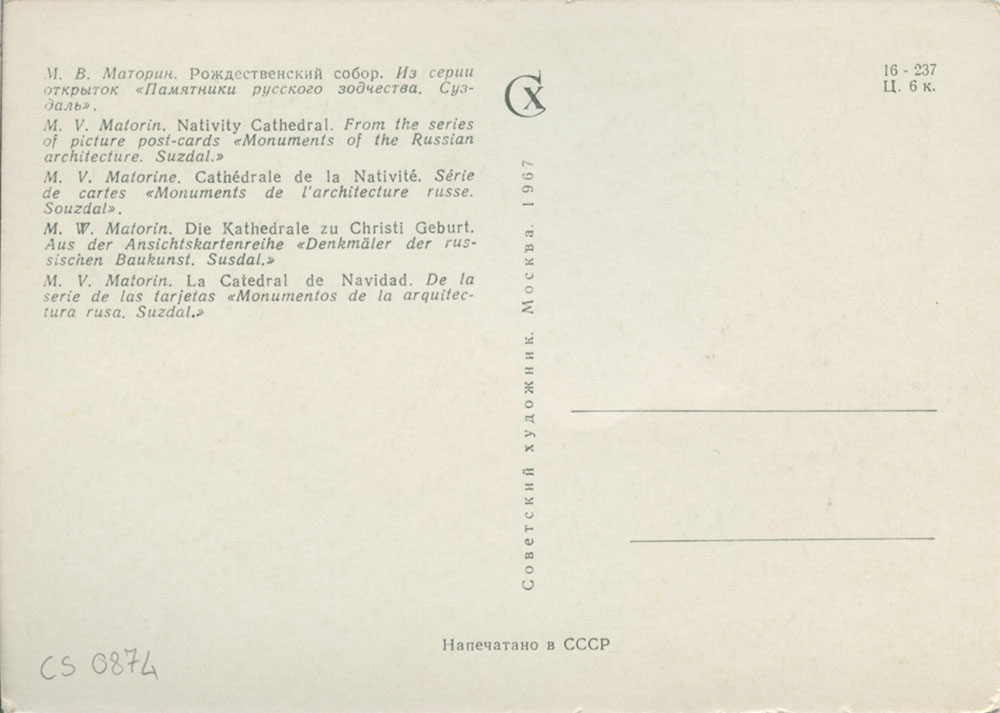 М. В. Маторин. Рождественский собор. Из серии
открыток «Памятники русского зодчества. Суз-
даль».
M. V. Matorin. Nativity Cathedral. From the series
of picture post-cards «Monuments of the Russian
architecture. Suzdal.»
M. V. Matorine. Cathédrale de la Nativité. Série
de cartes «Monuments de l'architecture russe.
Souzdal».
M. W. Matorin. Die Kathedrale zu Christi Geburt.
Aus der Ansichtskartenreihe «Denkmäler der rus-
sischen Baukunst. Susdal.»
M. V. Matorin. La Catedral de Navidad. De la
serie de las tarjetas «Monumentos de la arquitec-
tura rusa. Suzdal.»
СХ
Советский художник. Москва. 1967
16 - 237
Ц. 6 к.
Напечатано в СССР
CS 0874